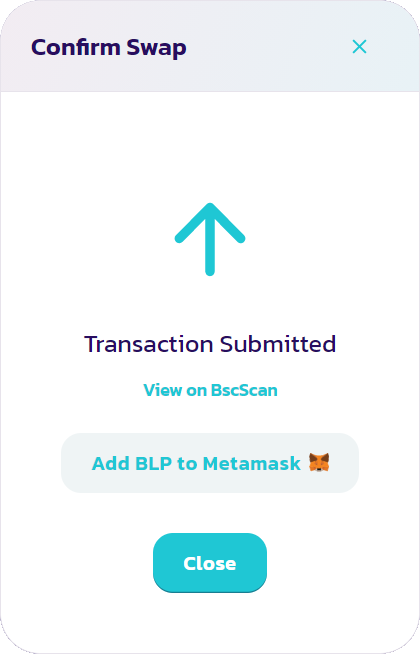 Confirm Swap
Transaction Submitted
View on BscScan
Add BLP to Metamask
Close